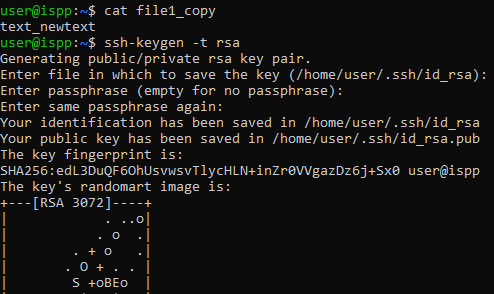 user@ispp:~$ cat file1_copy
text_newtext
user@ispp:~$ ssh-keygen -t rsa
Generating public/private rsa key pair.
Enter file in which to save the key (/home/user/.ssh/id_rsa):
Enter passphrase (empty for no passphrase):
Enter same passphrase again:
Your identification has been saved in /home/user/.ssh/id_rsa
Your public key has been saved in /home/user/.ssh/id_rsa.pub
The key fingerprint is:
SHA256:edL3DuQF6OhUsvwsvTlycHLN+inZr0VVgazDz6j+Sx0 user@ispp
The key's randomart image is:
+---[RSA 3072]----+
|            . ..o|
|           . o  .|
|        . + o   .|
|       . O + . . |
|        S +oBEo  |